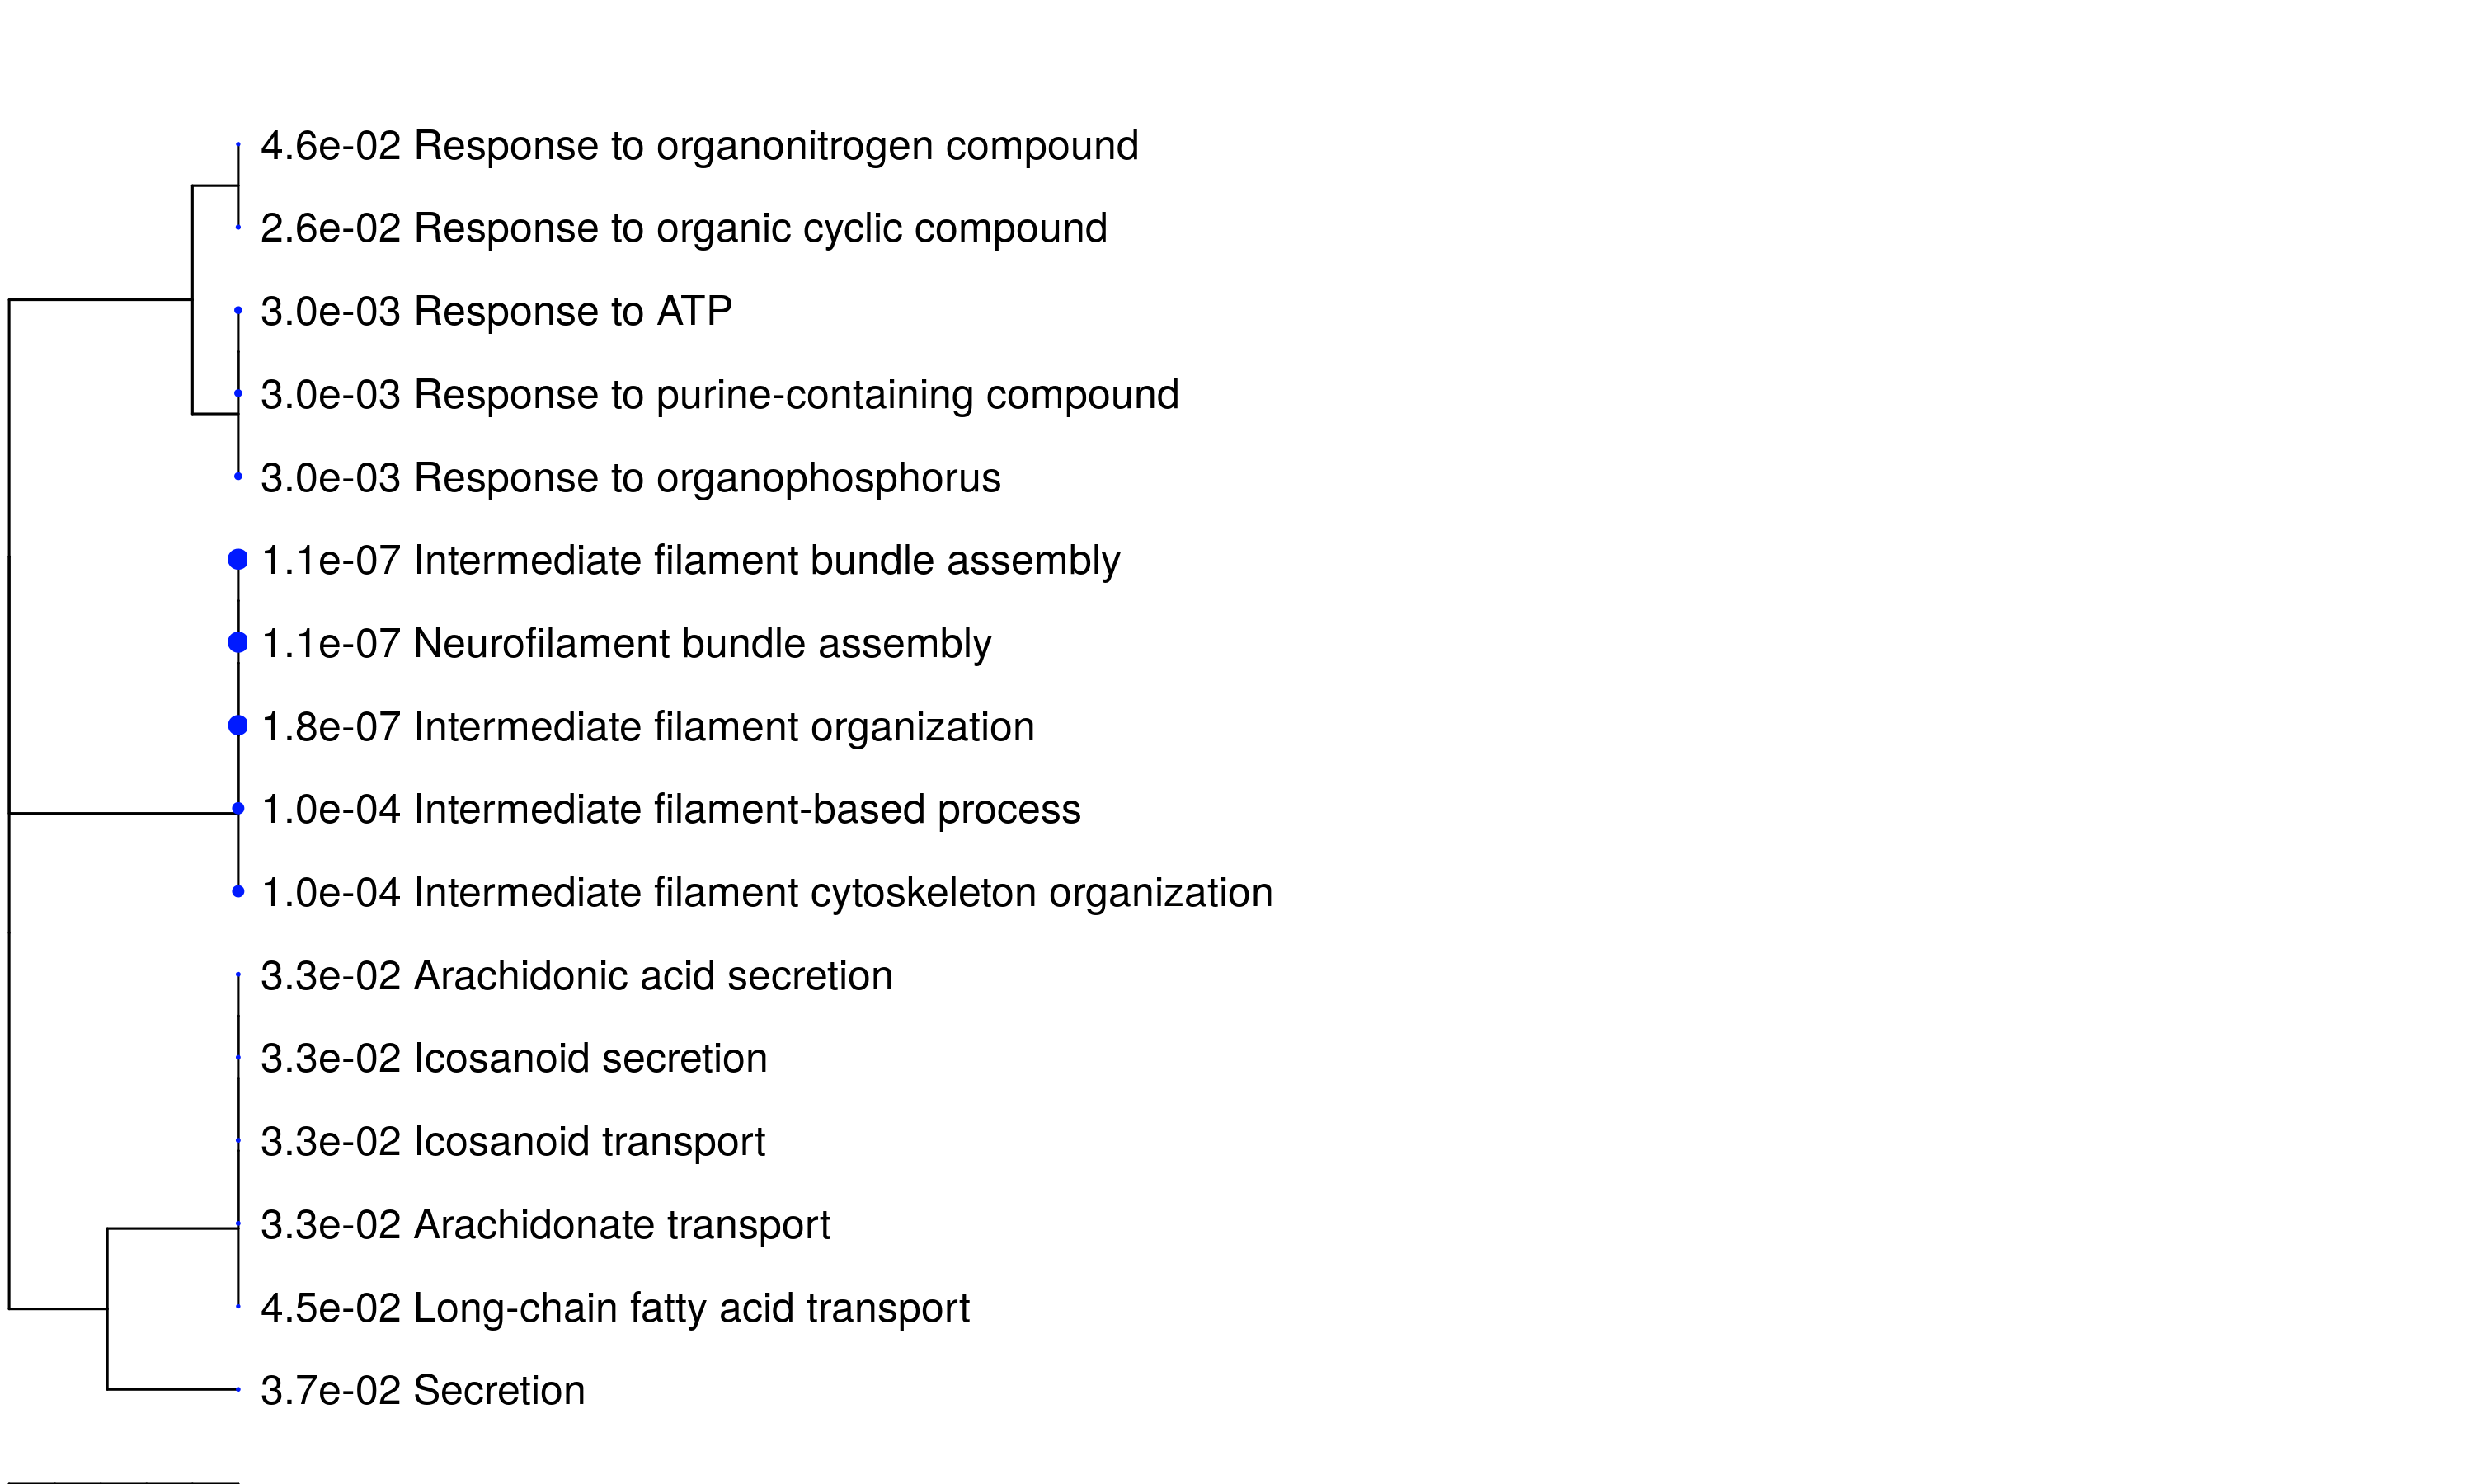 4.6e-02 Response to organonitrogen compound
2.6e-02 Response to organic cyclic compound
3.0e-03 Response to ATP
3.0e-03 Response to purine-containing compound
3.0e-03 Response to organophosphorus
1.1e-07 Intermediate filament bundle assembly
1.1e-07 Neurofilament bundle assembly
1.8e-07 Intermediate filament organization
1.0e-04 Intermediate filament-based process
1.0e-04 Intermediate filament cytoskeleton organization
3.3e-02 Arachidonic acid secretion
3.3e-02 Icosanoid secretion
3.3e-02 Icosanoid transport
3.3e-02 Arachidonate transport
4.5e-02 Long-chain fatty acid transport
3.7e-02 Secretion